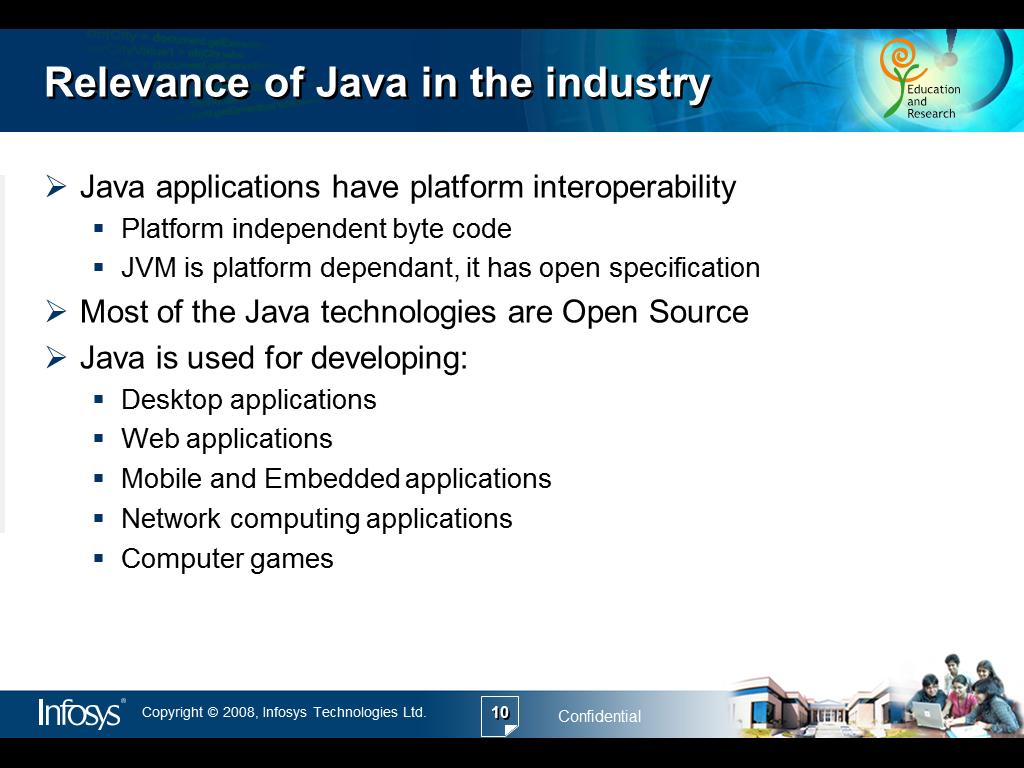 Relevance of Java in the industry
Education
and
Research
Java applications have platform interoperability
Platform independent byte code
JVM is platform dependant, it has open specification
Most of the Java technologies are Open Source
Java is used for developing:
Desktop applications
Web applications
Mobile and Embedded applications
Network computing applications
Computer games
Infosys®
Copyright © 2008, Infosys Technologies Ltd.
10
Confidential